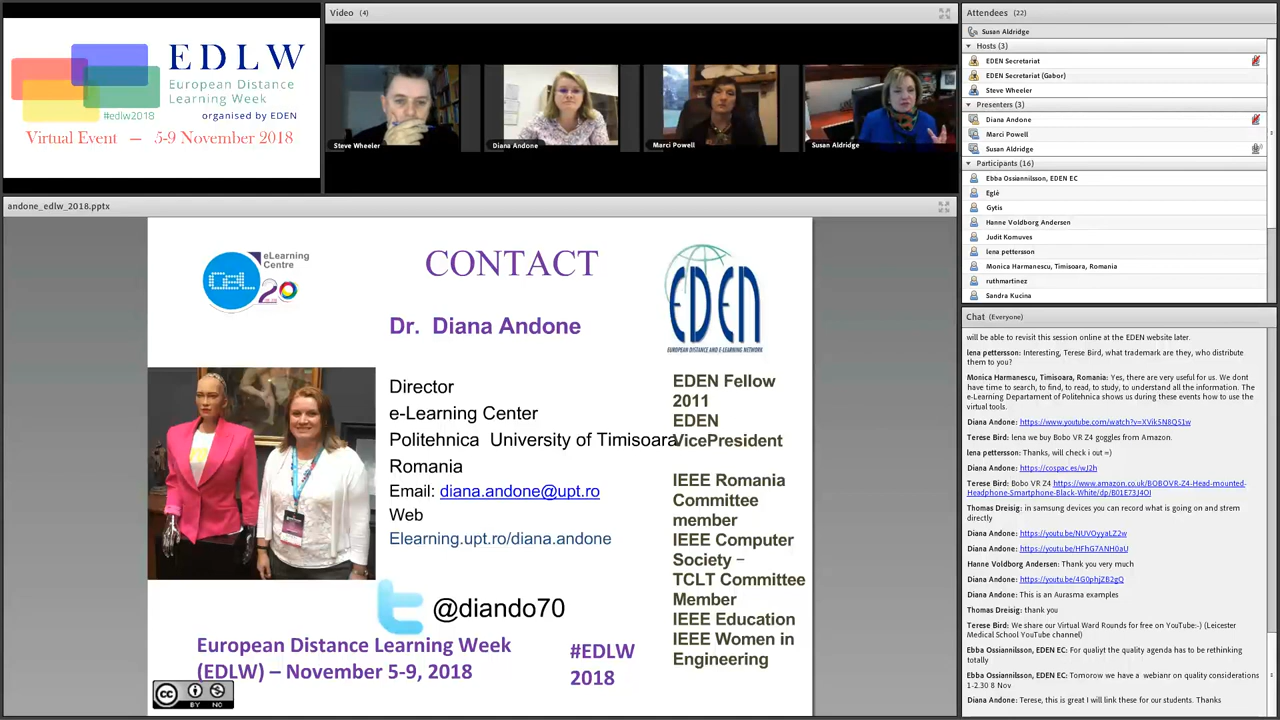 EDLW
European Distance
Learning Week
#edlw2018
organised by EDEN
Virtual Event — 5-9 November 2018
Video (4)
Steve Wheeler
Diana Andone
Marci Powell
Susan Aldridge
andone_edlw_2018.pptx
eLearning
Centre
CeL
20
CONTACT
EDEN
EUROPEAN DISTANCE AND E-LEARNING NETWORK
Dr. Diana Andone
Director
e-Learning Center
Politehnica University of Timisoara
Romania
Email: diana.andone@upt.ro
Web
Elearning.upt.ro/diana.andone
@diando70
EDEN Fellow
2011
EDEN
VicePresident
IEEE Romania
Committee
member
IEEE Computer
Society –
TCLT Committee
Member
IEEE Education
IEEE Women in
Engineering
European Distance Learning Week
(EDLW) – November 5-9, 2018
#EDLW
2018
cc
BY NC
Attendees (22)
Susan Aldridge
Hosts (3)
EDEN Secretariat
EDEN Secretariat (Gabor)
Steve Wheeler
Presenters (3)
Diana Andone
Marci Powell
Susan Aldridge
Participants (16)
Ebba Ossiannilsson, EDEN EC
Eglé
Gytis
Hanne Voldborg Andersen
Judit Komuves
lena pettersson
Monica Harmanescu, Timisoara, Romania
ruthmartinez
Sandra Kucina
Chat (Everyone)
will be able to revisit this session online at the EDEN website later.
lena pettersson: Interesting, Terese Bird, what trademark are they, who distribute
them to you?
Monica Harmanescu, Timisoara, Romania: Yes, there are very useful for us. We dont
have time to search, to find, to read, to study, to understand all the information. The
e-Learning Departament of Politehnica shows us during these events how to use the
virtual tools.
Diana Andone: https://www.youtube.com/watch?v=XVik5N8QS1w
Terese Bird: lena we buy Bobo VR Z4 goggles from Amazon.
lena pettersson: Thanks, will check i out =)
Diana Andone: https://cospac.es/wJ2h
Terese Bird: Bobo VR Z4 https://www.amazon.co.uk/BOBOVR-Z4-Head-mounted-
Headphone-Smartphone-Black-White/dp/B01E73J4OI
Thomas Dreisig: in samsung devices you can record what is going on and strem
directly
Diana Andone: https://youtu.be/NUVOyyaLZ2w
Diana Andone: https://youtu.be/HFhG7ANH0aU
Hanne Voldborg Andersen: Thank you very much
Diana Andone: https://youtu.be/4G0phjZB2gQ
Diana Andone: This is an Aurasma examples
Thomas Dreisig: thank you
Terese Bird: We share our Virtual Ward Rounds for free on YouTube:-) (Leicester
Medical School YouTube channel)
Ebba Ossiannilsson, EDEN EC: For qualiyt the quality agenda has to be rethinking
totally
Ebba Ossiannilsson, EDEN EC: Tomorow we have a webianr on quality considerations
1-2.30 8 Nov
Diana Andone: Terese, this is great I will link these for our students. Thanks